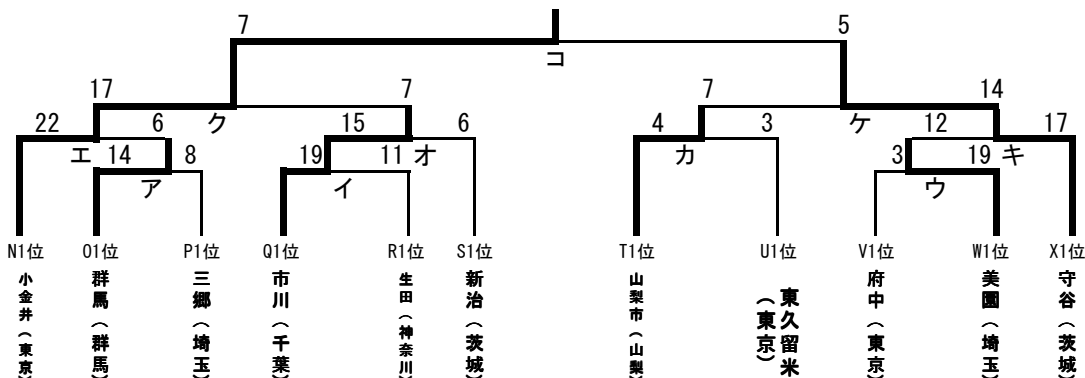 7 5
コ
17 7 7 14
ク ケ
22 6 15 6 4 3 12 17
エ オ カ キ
14 8 19 11 3 19
ア イ ウ
N1位 O1位 P1位 Q1位 R1位 S1位 T1位 U1位 V1位 W1位 X1位
小金井(東京)
群馬(群馬)
三郷(埼玉)
市川(千葉)
生田(神奈川)
新治(茨城)
山梨市(山梨)
東久留米
(東京)
府中(東京)
美園(埼玉)
守谷(茨城)